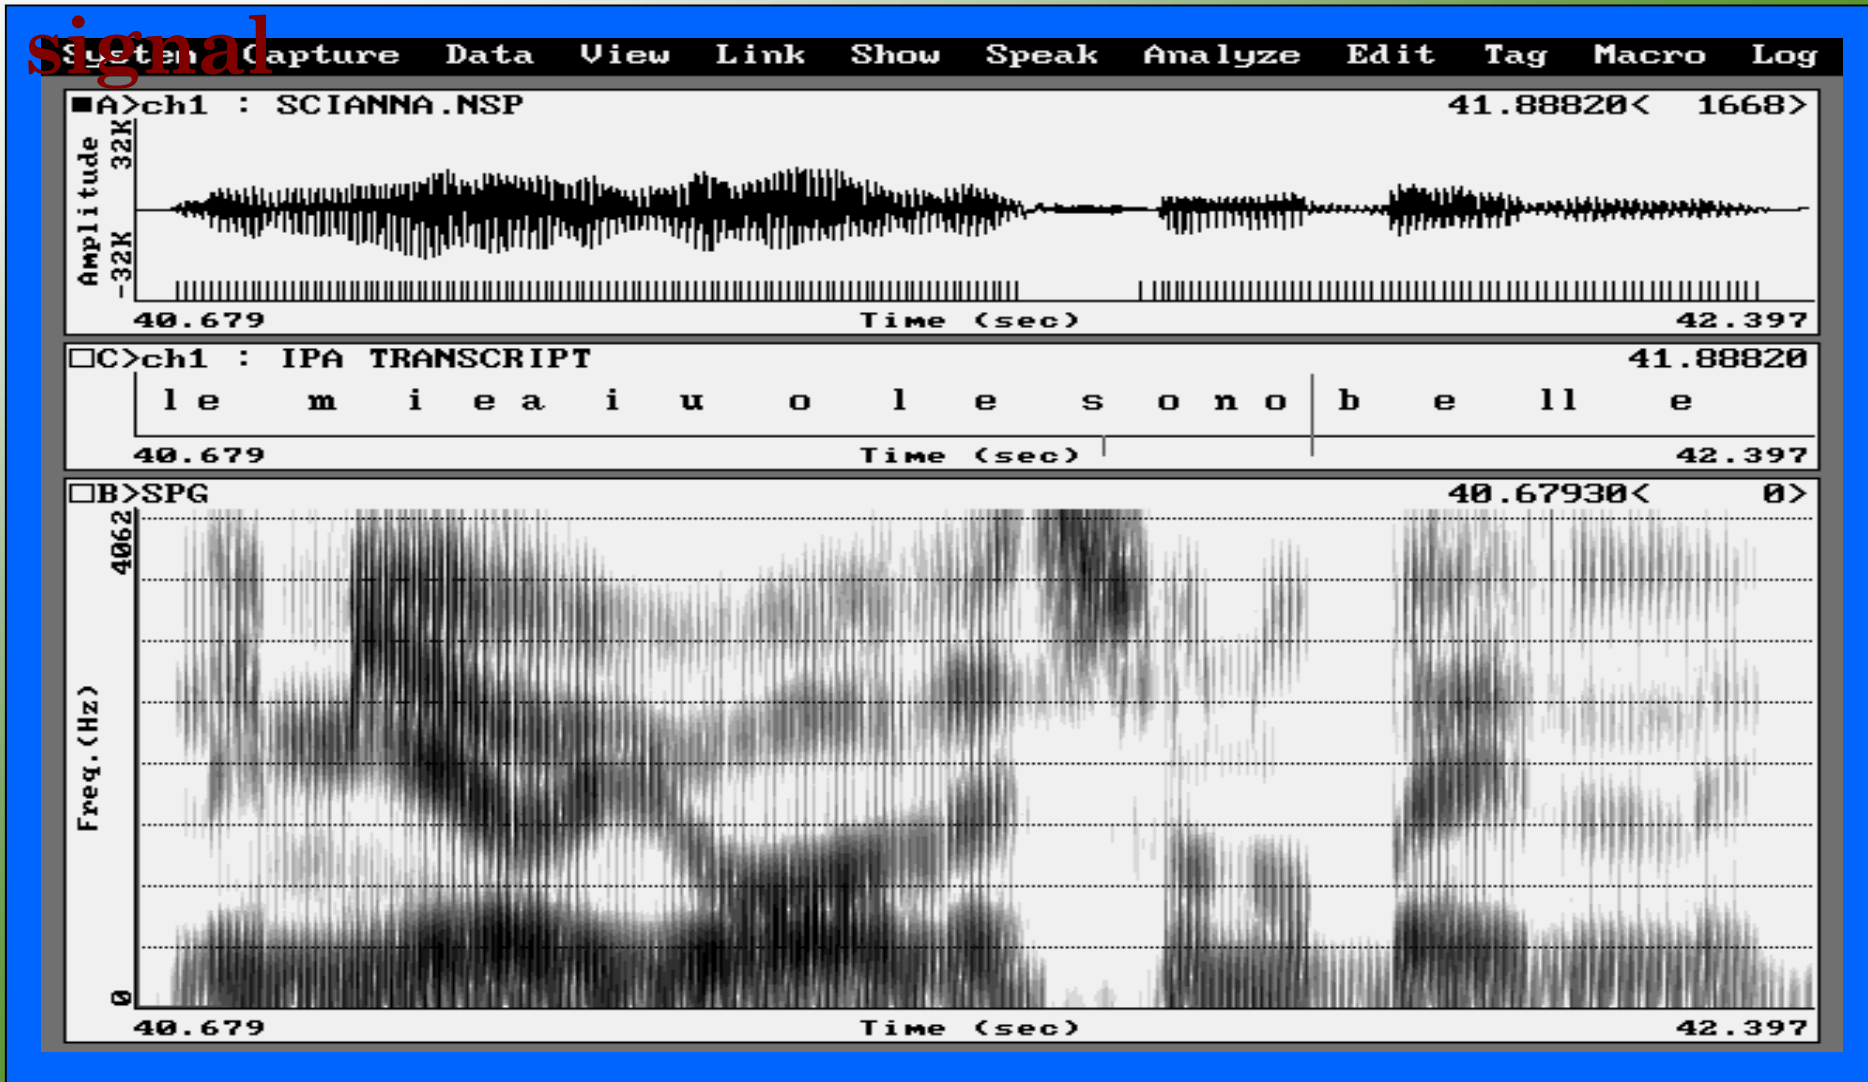 signal
System Capture Data View Link Show Speak Analyze Edit Tag Macro Log
A>ch1 : SCIANNA.NSP 41.88820< 1668>
Amplitude
32K
-32K
40.679 Time (sec) 42.397
C>ch1 : IPA TRANSCRIPT 41.88820
l e m i e a i u o l e s o n o b e ll e
40.679 Time (sec) 42.397
B>SPG 40.67930< 0>
4062
Freq.(Hz)
0
40.679 Time (sec) 42.397